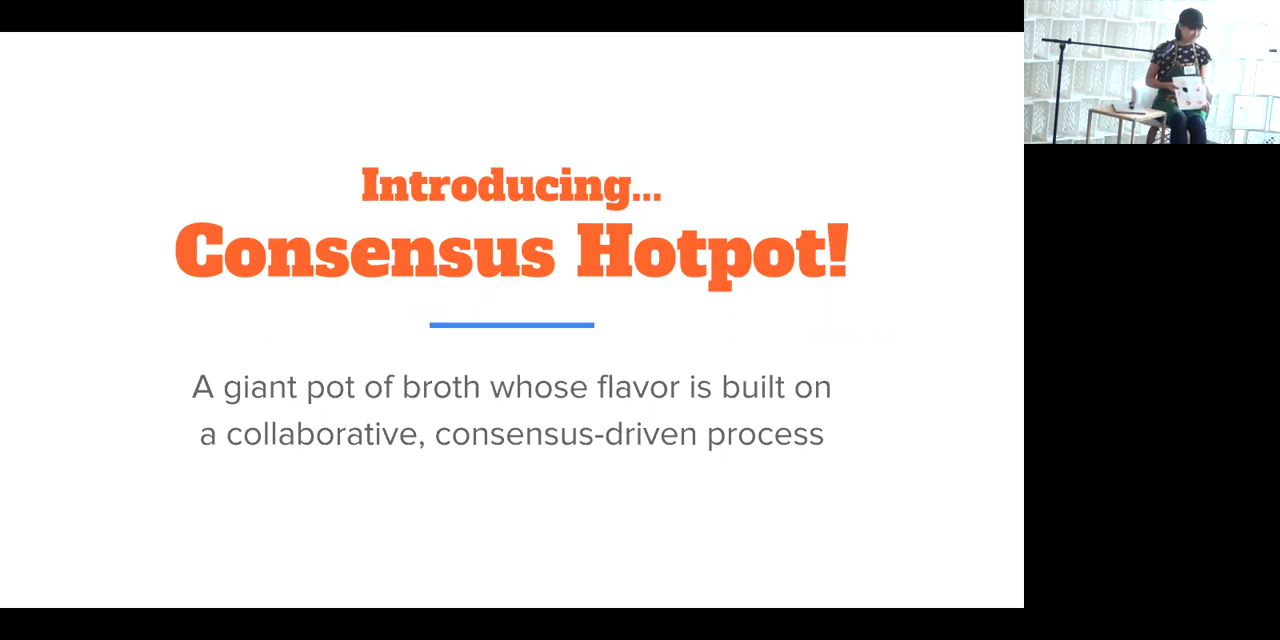 Introducing...
Consensus Hotpot!
A giant pot of broth whose flavor is built on
a collaborative, consensus-driven process